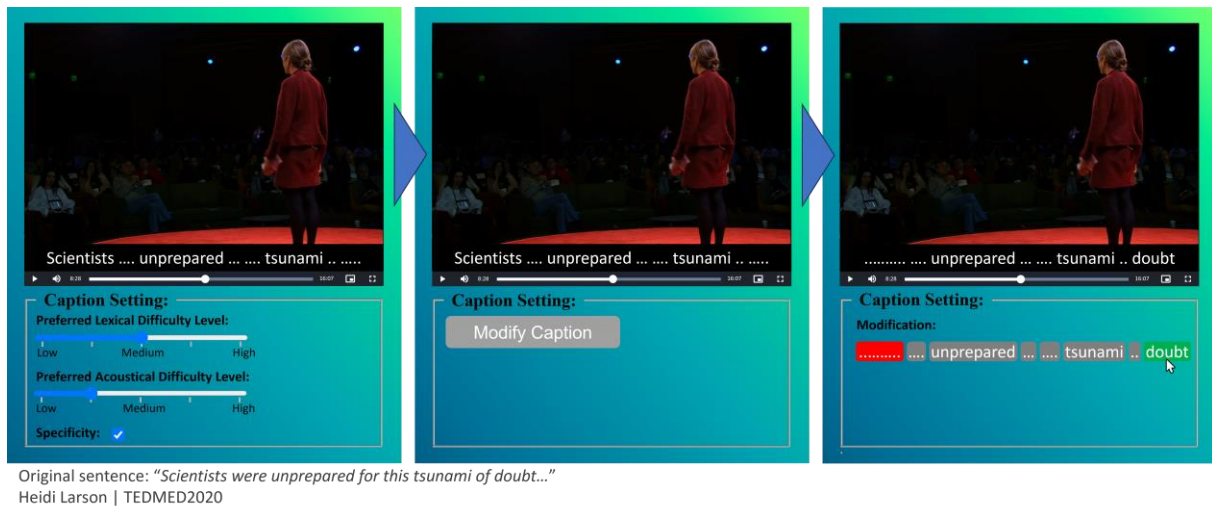 Scientists .... unprepared ... .... tsunami .. .....
8:28
16:07
Caption Setting:
Preferred Lexical Difficulty Level:
Low Medium High
Preferred Acoustical Difficulty Level:
Low Medium High
Specificity:
Scientists .... unprepared ... .... tsunami .. .....
8:28
16:07
Caption Setting:
Modify Caption
.......... .... unprepared ... .... tsunami .. doubt
8:28
16:07
Caption Setting:
Modification:
.......... .... unprepared ... .... tsunami .. doubt
Original sentence: “Scientists were unprepared for this tsunami of doubt…”
Heidi Larson | TEDMED2020